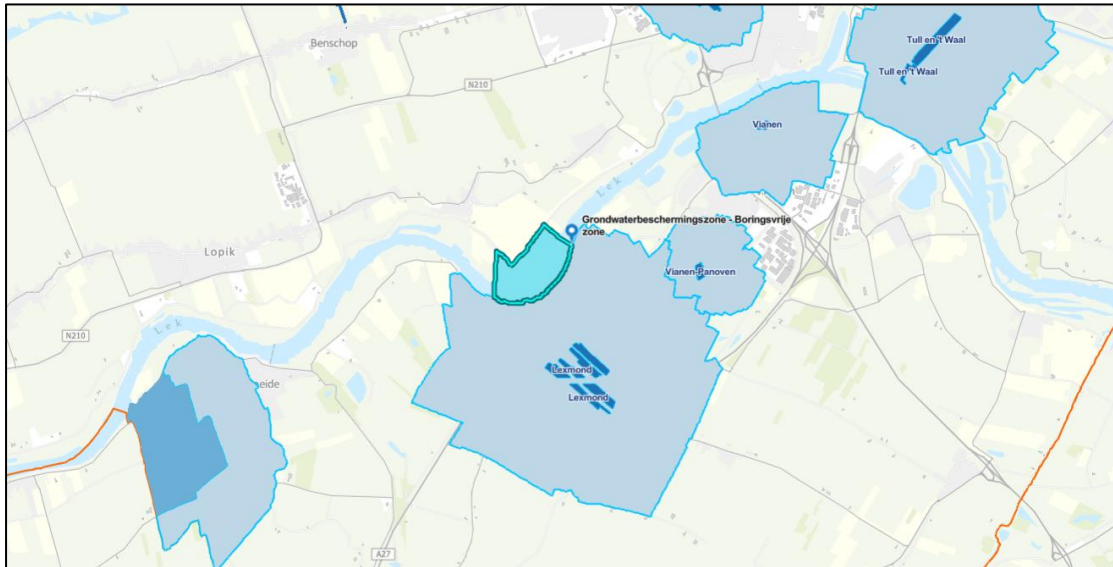 Benschop
Tull en 't Waal
Tull en 't Waal
N210
Vianen
Lek
Grondwaterbeschermingszone - Boringsvrije
zone
Lopik
Vianen-Panoven
N210
Lek
Lexmond
eide
Lexmond
A27